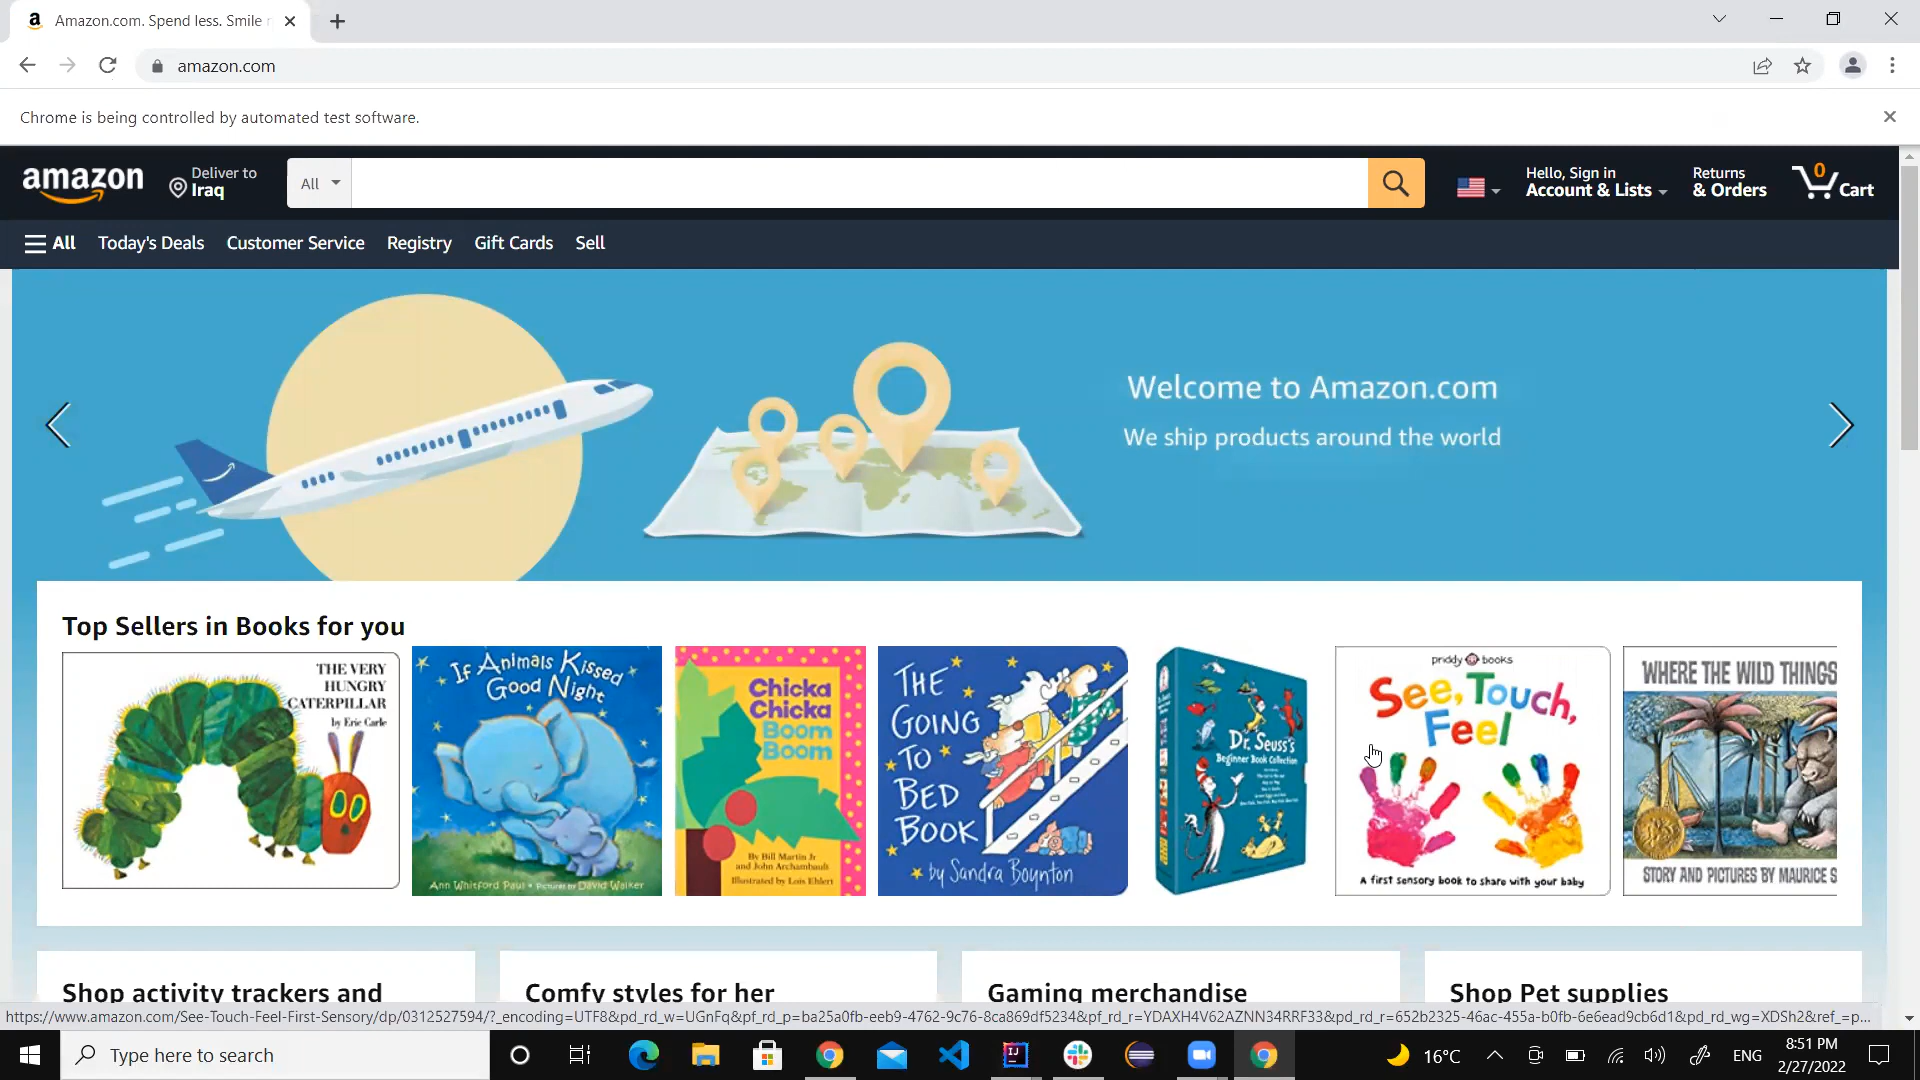 Amazon.com. Spend less. Smile
amazon.com
Chrome is being controlled by automated test software.
amazon
Deliver to
Iraq
All
Hello, Sign in
Account & Lists
Returns
& Orders
0
Cart
All
Today's Deals
Customer Service
Registry
Gift Cards
Sell
Welcome to Amazon.com
We ship products around the world
Top Sellers in Books for you
THE VERY
HUNGRY
CATERPILLAR
by Eric Carle
If Animals Kissed
Good Night
Ann Whitford Paul • Pictures by David Walker
Chicka
Chicka
Boom
Boom
By Bill Martin Jr
and John Archambault
Illustrated by Lois Ehlert
THE
GOING
TO
BED
BOOK
by Sandra Boynton
Dr. Seuss's
Beginner Book Collection
priddy books
See, Touch,
Feel
A first sensory book to share with your baby
WHERE THE WILD THINGS
STORY AND PICTURES BY MAURICE S
Shop activity trackers and
Comfy styles for her
Gaming merchandise
Shop Pet supplies
https://www.amazon.com/See-Touch-Feel-First-Sensory/dp/0312527594/?_encoding=UTF8&pd_rd_w=UGnFq&pf_rd_p=ba25a0fb-eeb9-4762-9c76-8ca869df5234&pf_rd_r=YDAXH4V62AZNN34RRF33&pd_rd_r=652b2325-46ac-455a-b0fb-6e6ead9cb6d1&pd_rd_wg=XDSh2&ref_=p...
Type here to search
16°C
ENG
8:51 PM
2/27/2022